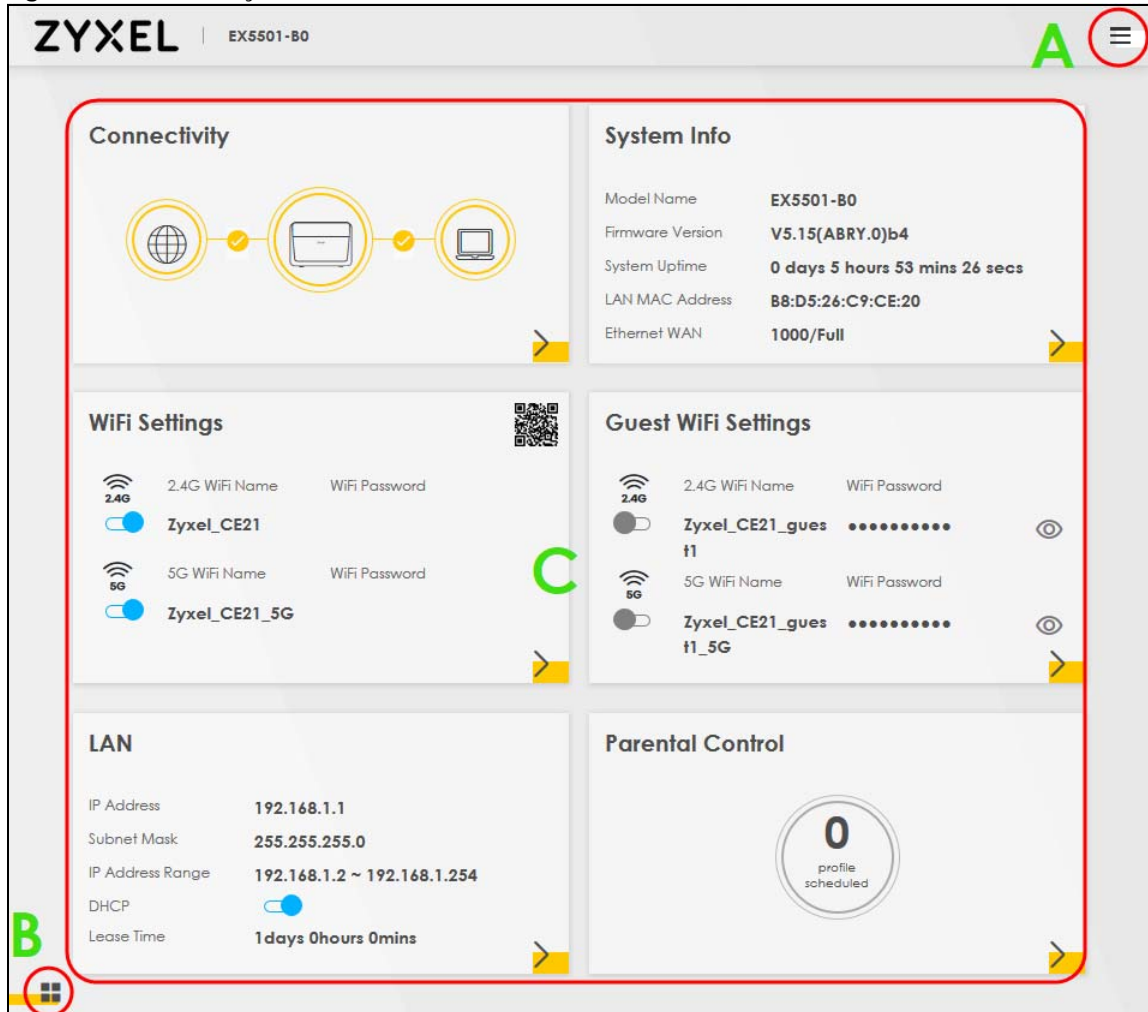 ZYXEL EX5501-B0
A
Connectivity
System Info
Model Name EX5501-B0
Firmware Version V5.15(ABRY.0)b4
System Uptime 0 days 5 hours 53 mins 26 secs
LAN MAC Address B8:D5:26:C9:CE:20
Ethernet WAN 1000/Full
WiFi Settings
2.4G
2.4G WiFi Name WiFi Password
Zyxel_CE21
5G
5G WiFi Name WiFi Password
Zyxel_CE21_5G
C
Guest WiFi Settings
2.4G
2.4G WiFi Name WiFi Password
Zyxel_CE21_gues ••••••••••
t1
5G
5G WiFi Name WiFi Password
Zyxel_CE21_gues ••••••••••
t1_5G
LAN
IP Address 192.168.1.1
Subnet Mask 255.255.255.0
IP Address Range 192.168.1.2 ~ 192.168.1.254
DHCP
Lease Time 1days 0hours 0mins
Parental Control
0
profile
scheduled
B